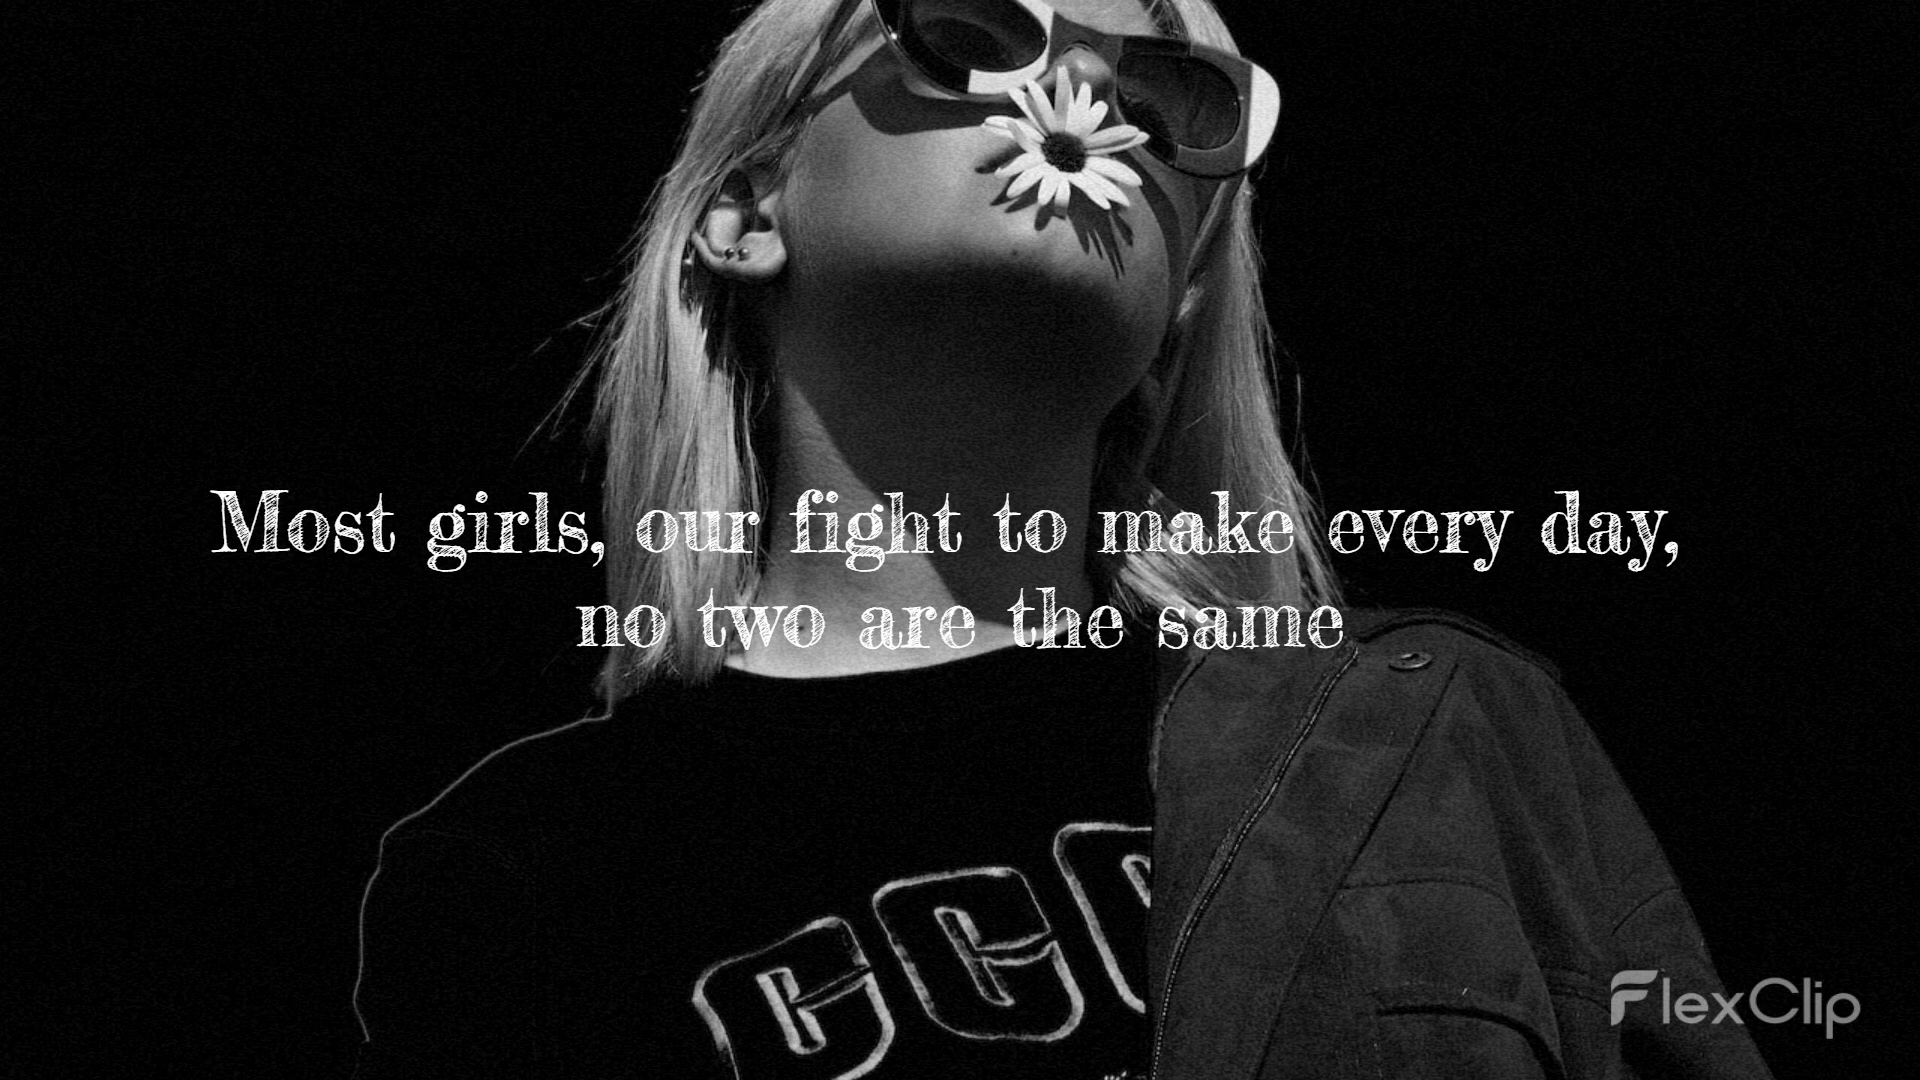 Most girls, our fight to make every day,
no two are the same
FlexClip